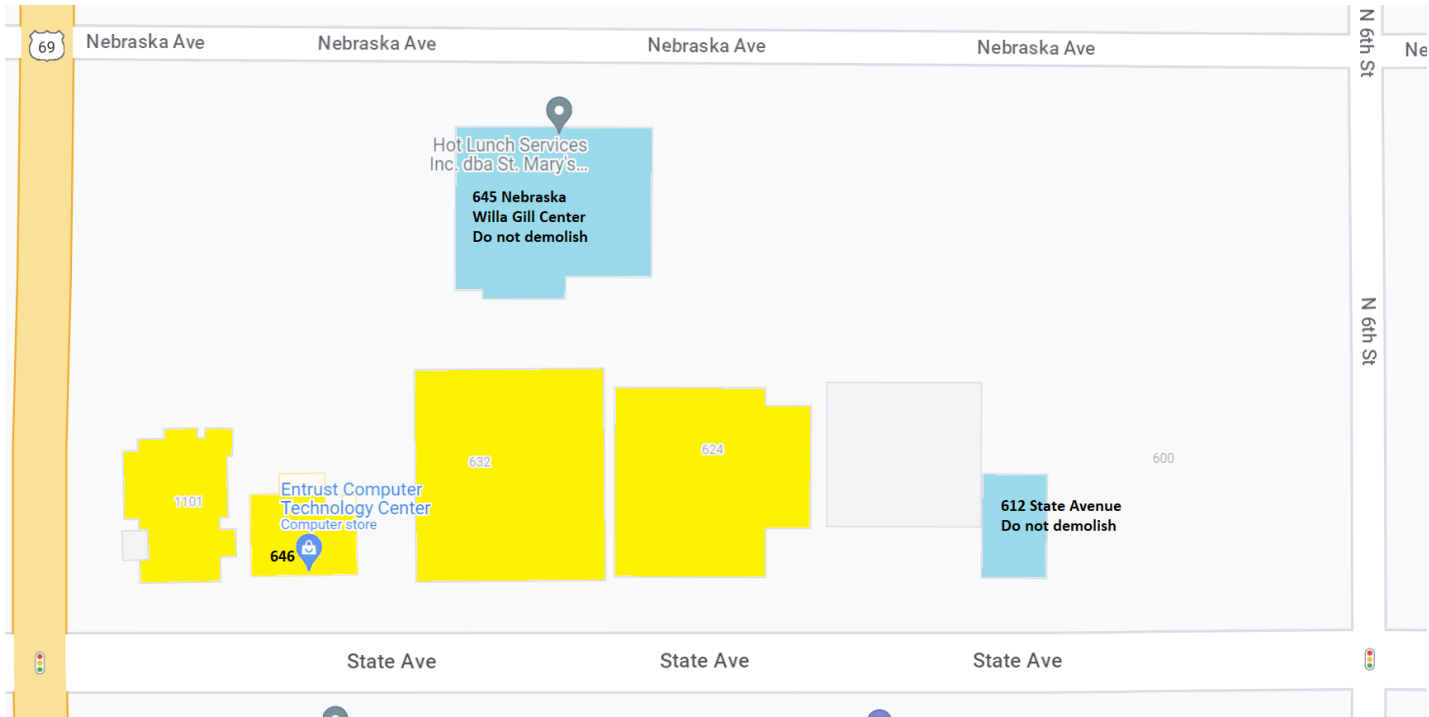 69
Nebraska Ave
Nebraska Ave
Nebraska Ave
Nebraska Ave
N 6th St
Ne
Hot Lunch Services
Inc. dba St. Mary's...
645 Nebraska
Willa Gill Center
Do not demolish
N 6th St
1101
Entrust Computer
Technology Center
Computer store
646
632
624
600
612 State Avenue
Do not demolish
State Ave
State Ave
State Ave